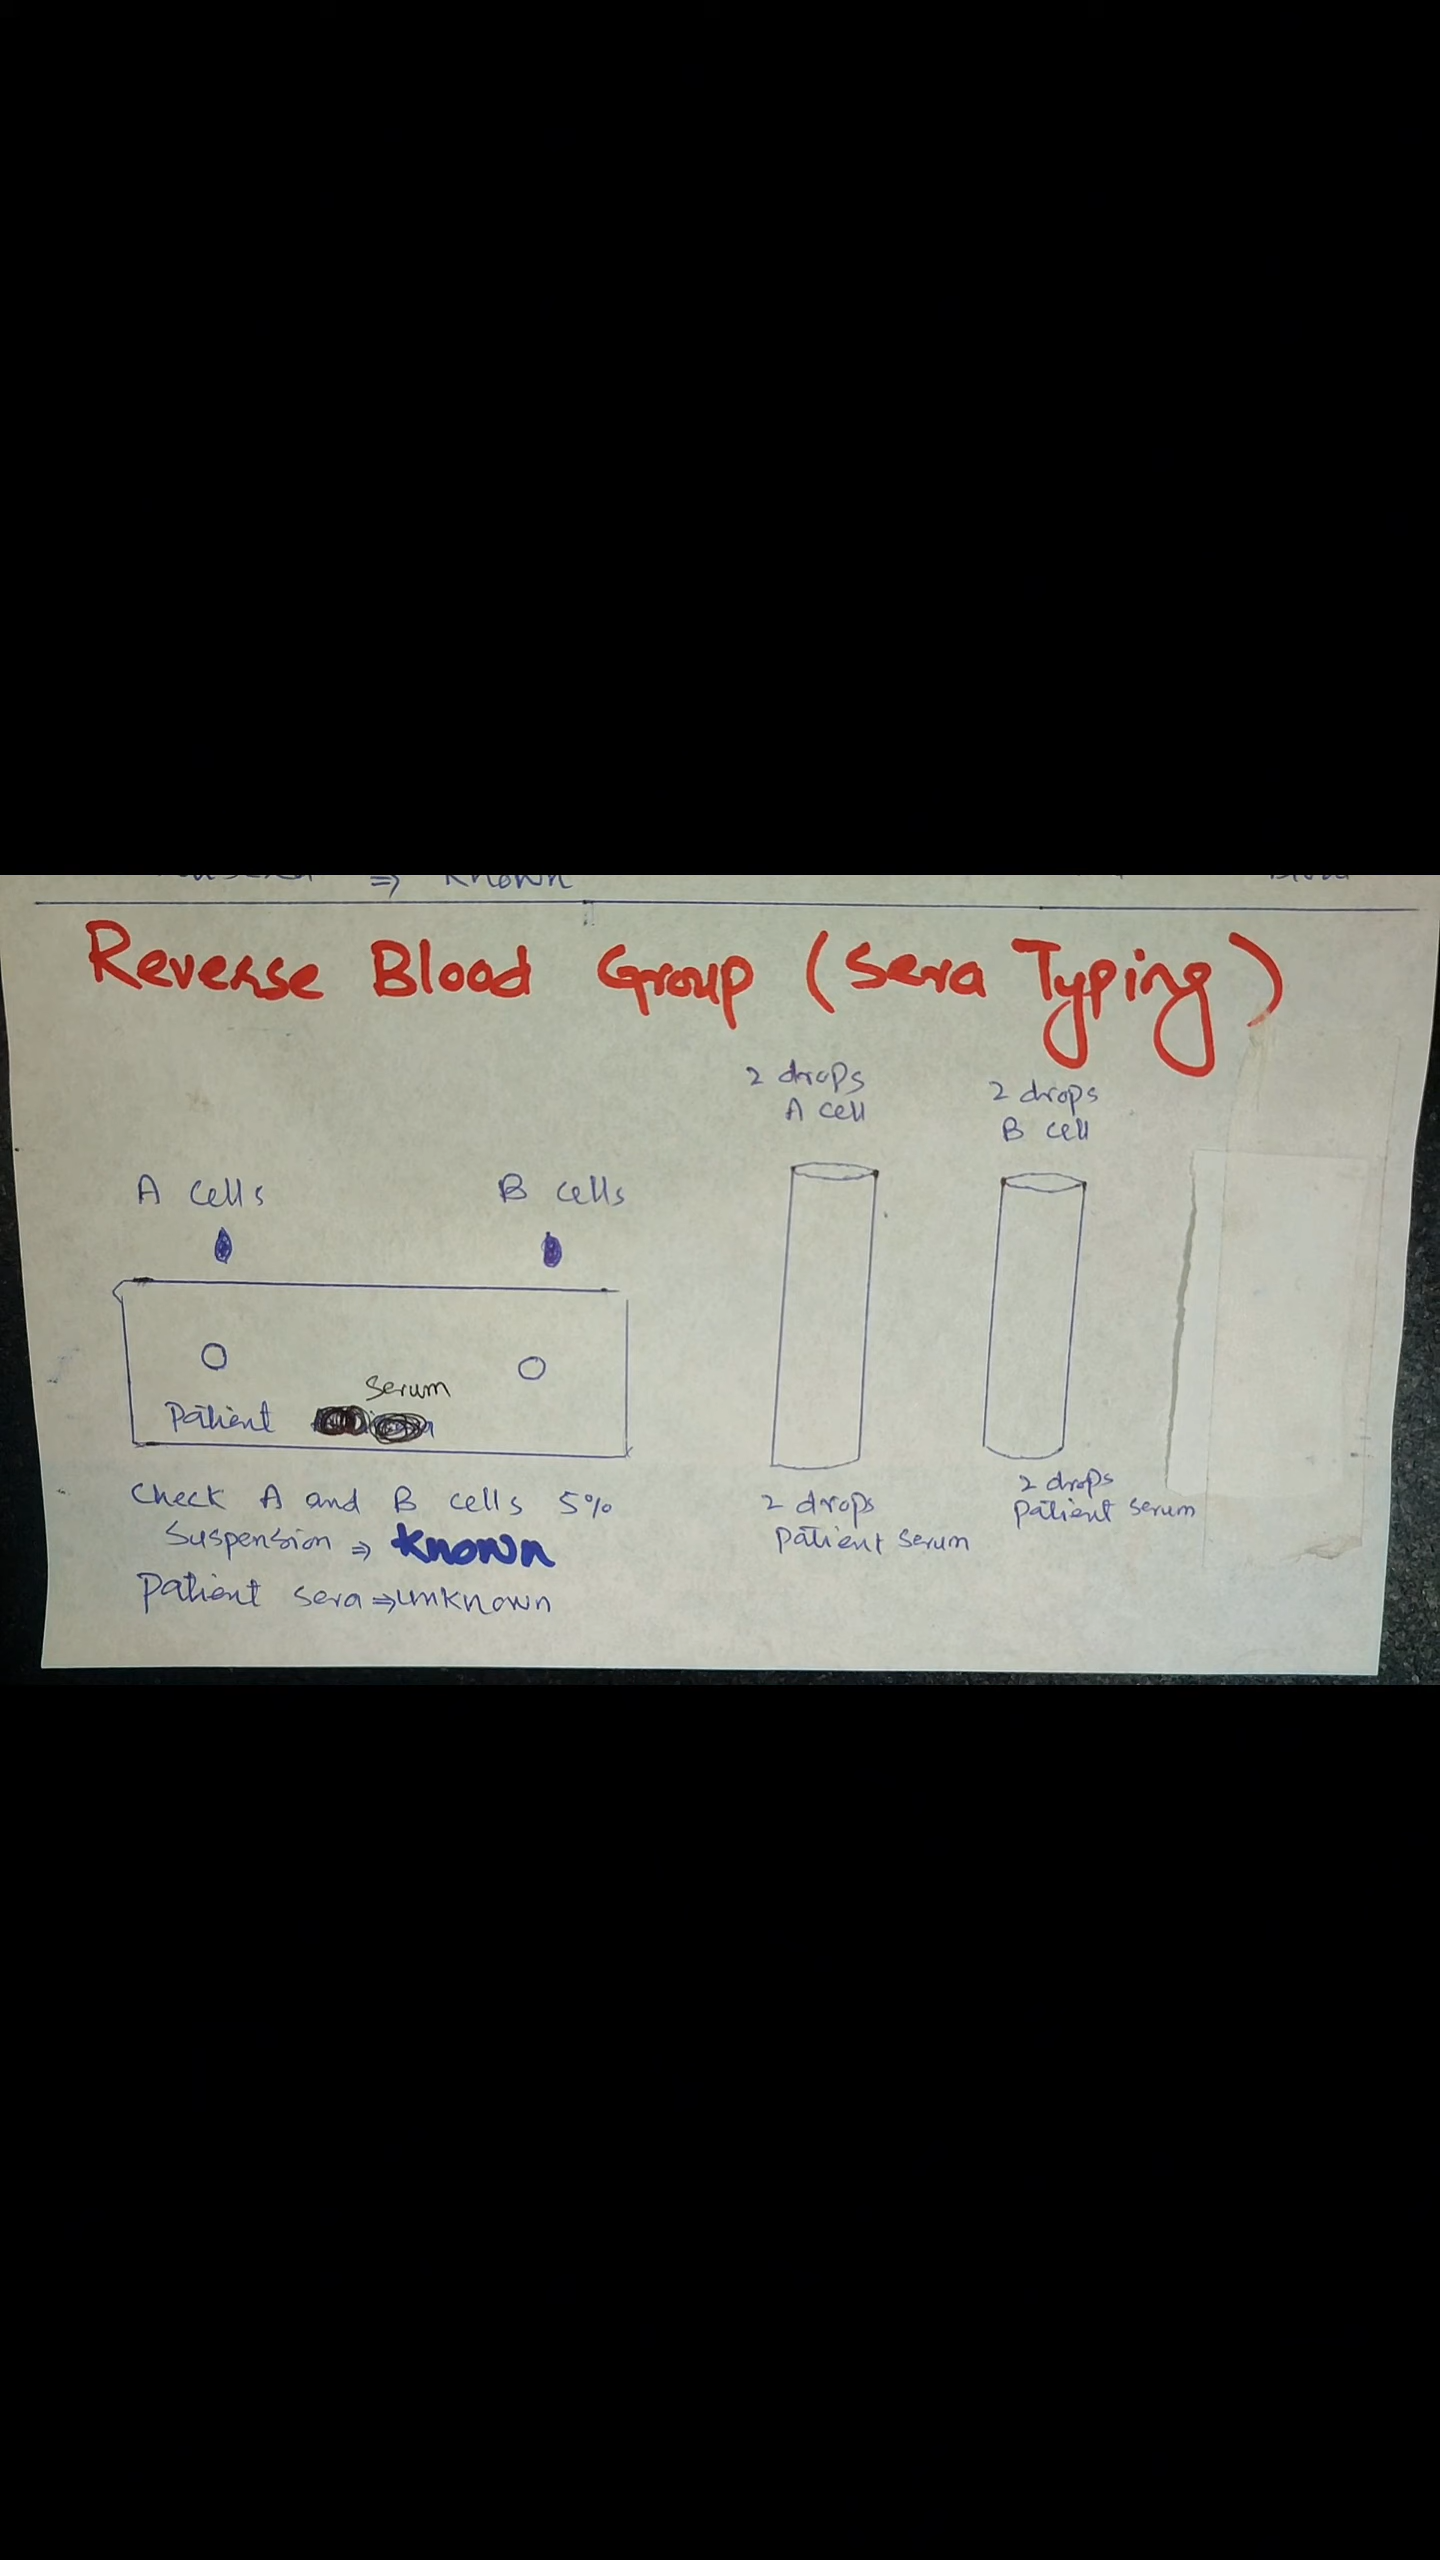 Known
Reverse Blood Group (Sera Typing)
2 drops
A cell
2 drops
B cell
A cells
B cells
Serum
Patient
Check A and B cells 5%
Suspension ⇒ Known
Patient sera ⇒ unknown
2 drops
Patient Serum
2 drops
Patient Serum